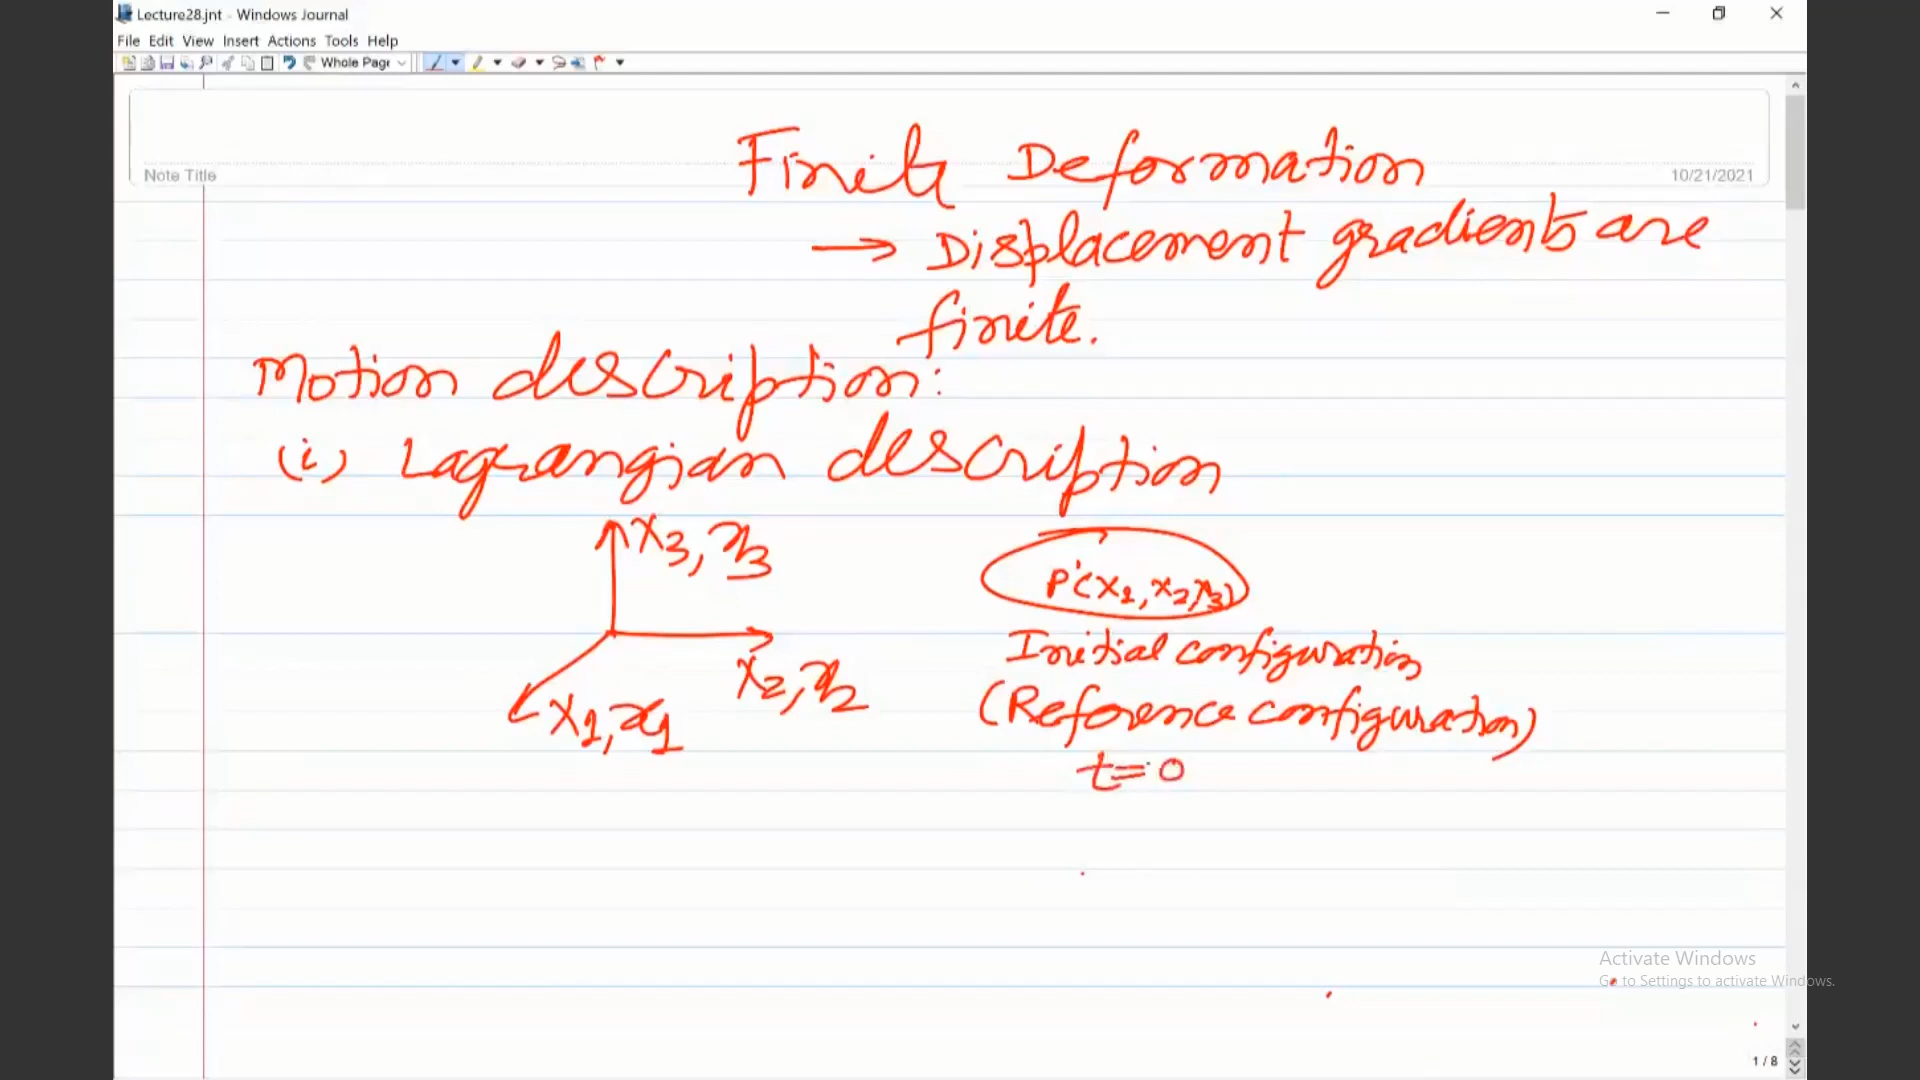 Lecture28.jnt - Windows Journal
File Edit View Insert Actions Tools Help
Whole Page
Note Title
10/21/2021
Finite Deformation
→ Displacement gradients are
finite.
Motion description:
(i) Lagrangian description
X3, x3
X2, x2
X1, x1
P(X1, X2, X3)
Initial configuration
(Reference configuration)
t=0
Activate Windows
Go to Settings to activate Windows.
1 / 8